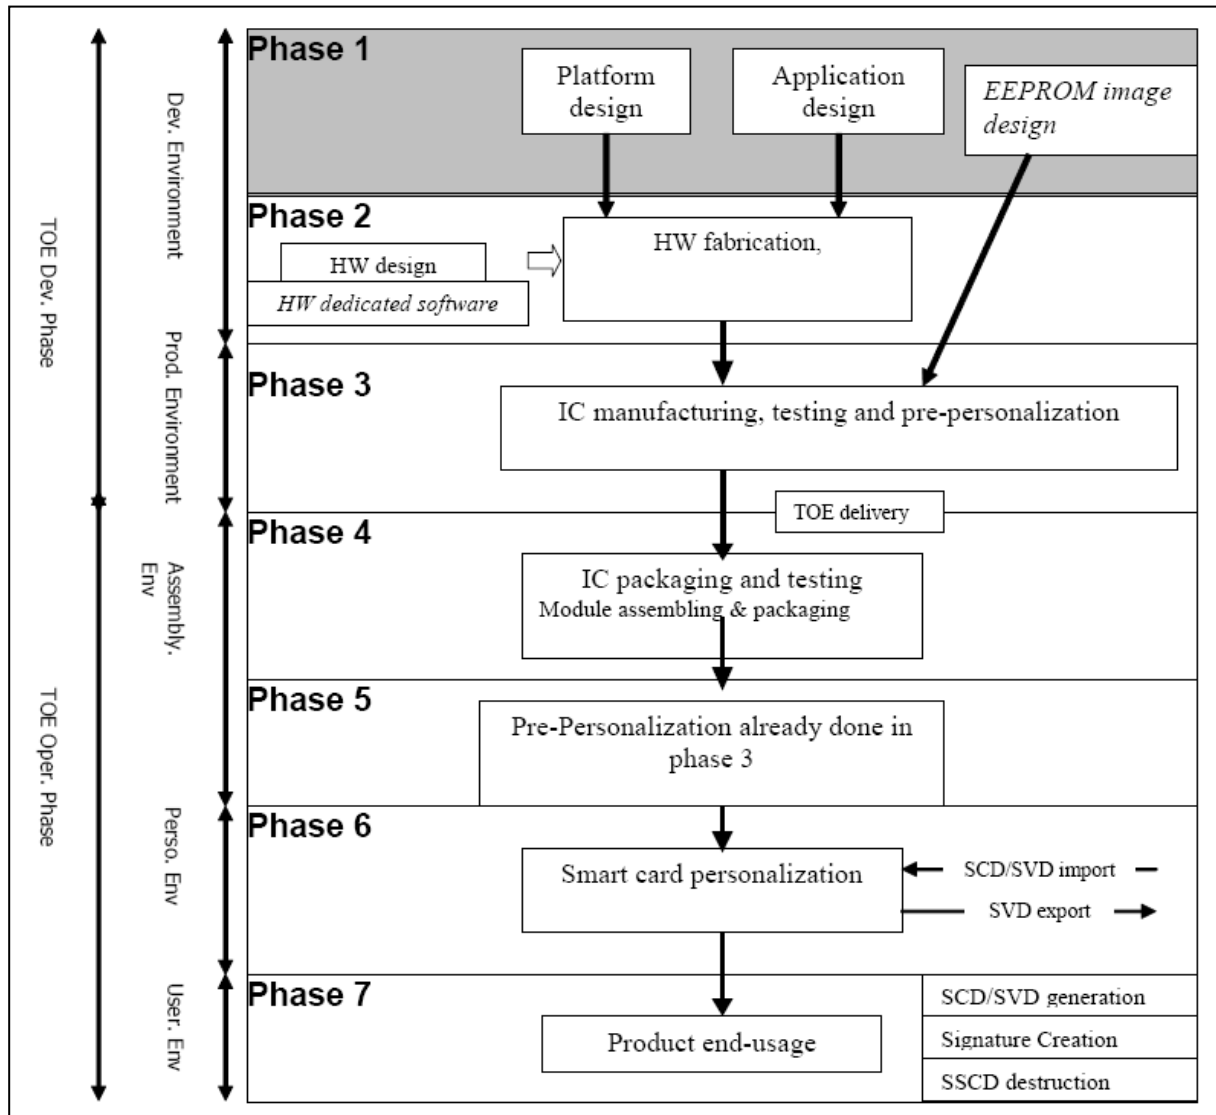 Phase 1
Platform
design
Application
design
EEPROM image
design
Dev. Environment
TOE Dev. Phase
Phase 2
HW fabrication,
HW design
HW dedicated software
Prod. Environment
Phase 3
IC manufacturing, testing and pre-personalization
TOE delivery
Phase 4
IC packaging and testing
Module assembling & packaging
Assembly.
Env
TOE Oper. Phase
Phase 5
Pre-Personalization already done in
phase 3
Perso. Env
Phase 6
Smart card personalization
SCD/SVD import
SVD export
User. Env
Phase 7
Product end-usage
SCD/SVD generation
Signature Creation
SSCD destruction